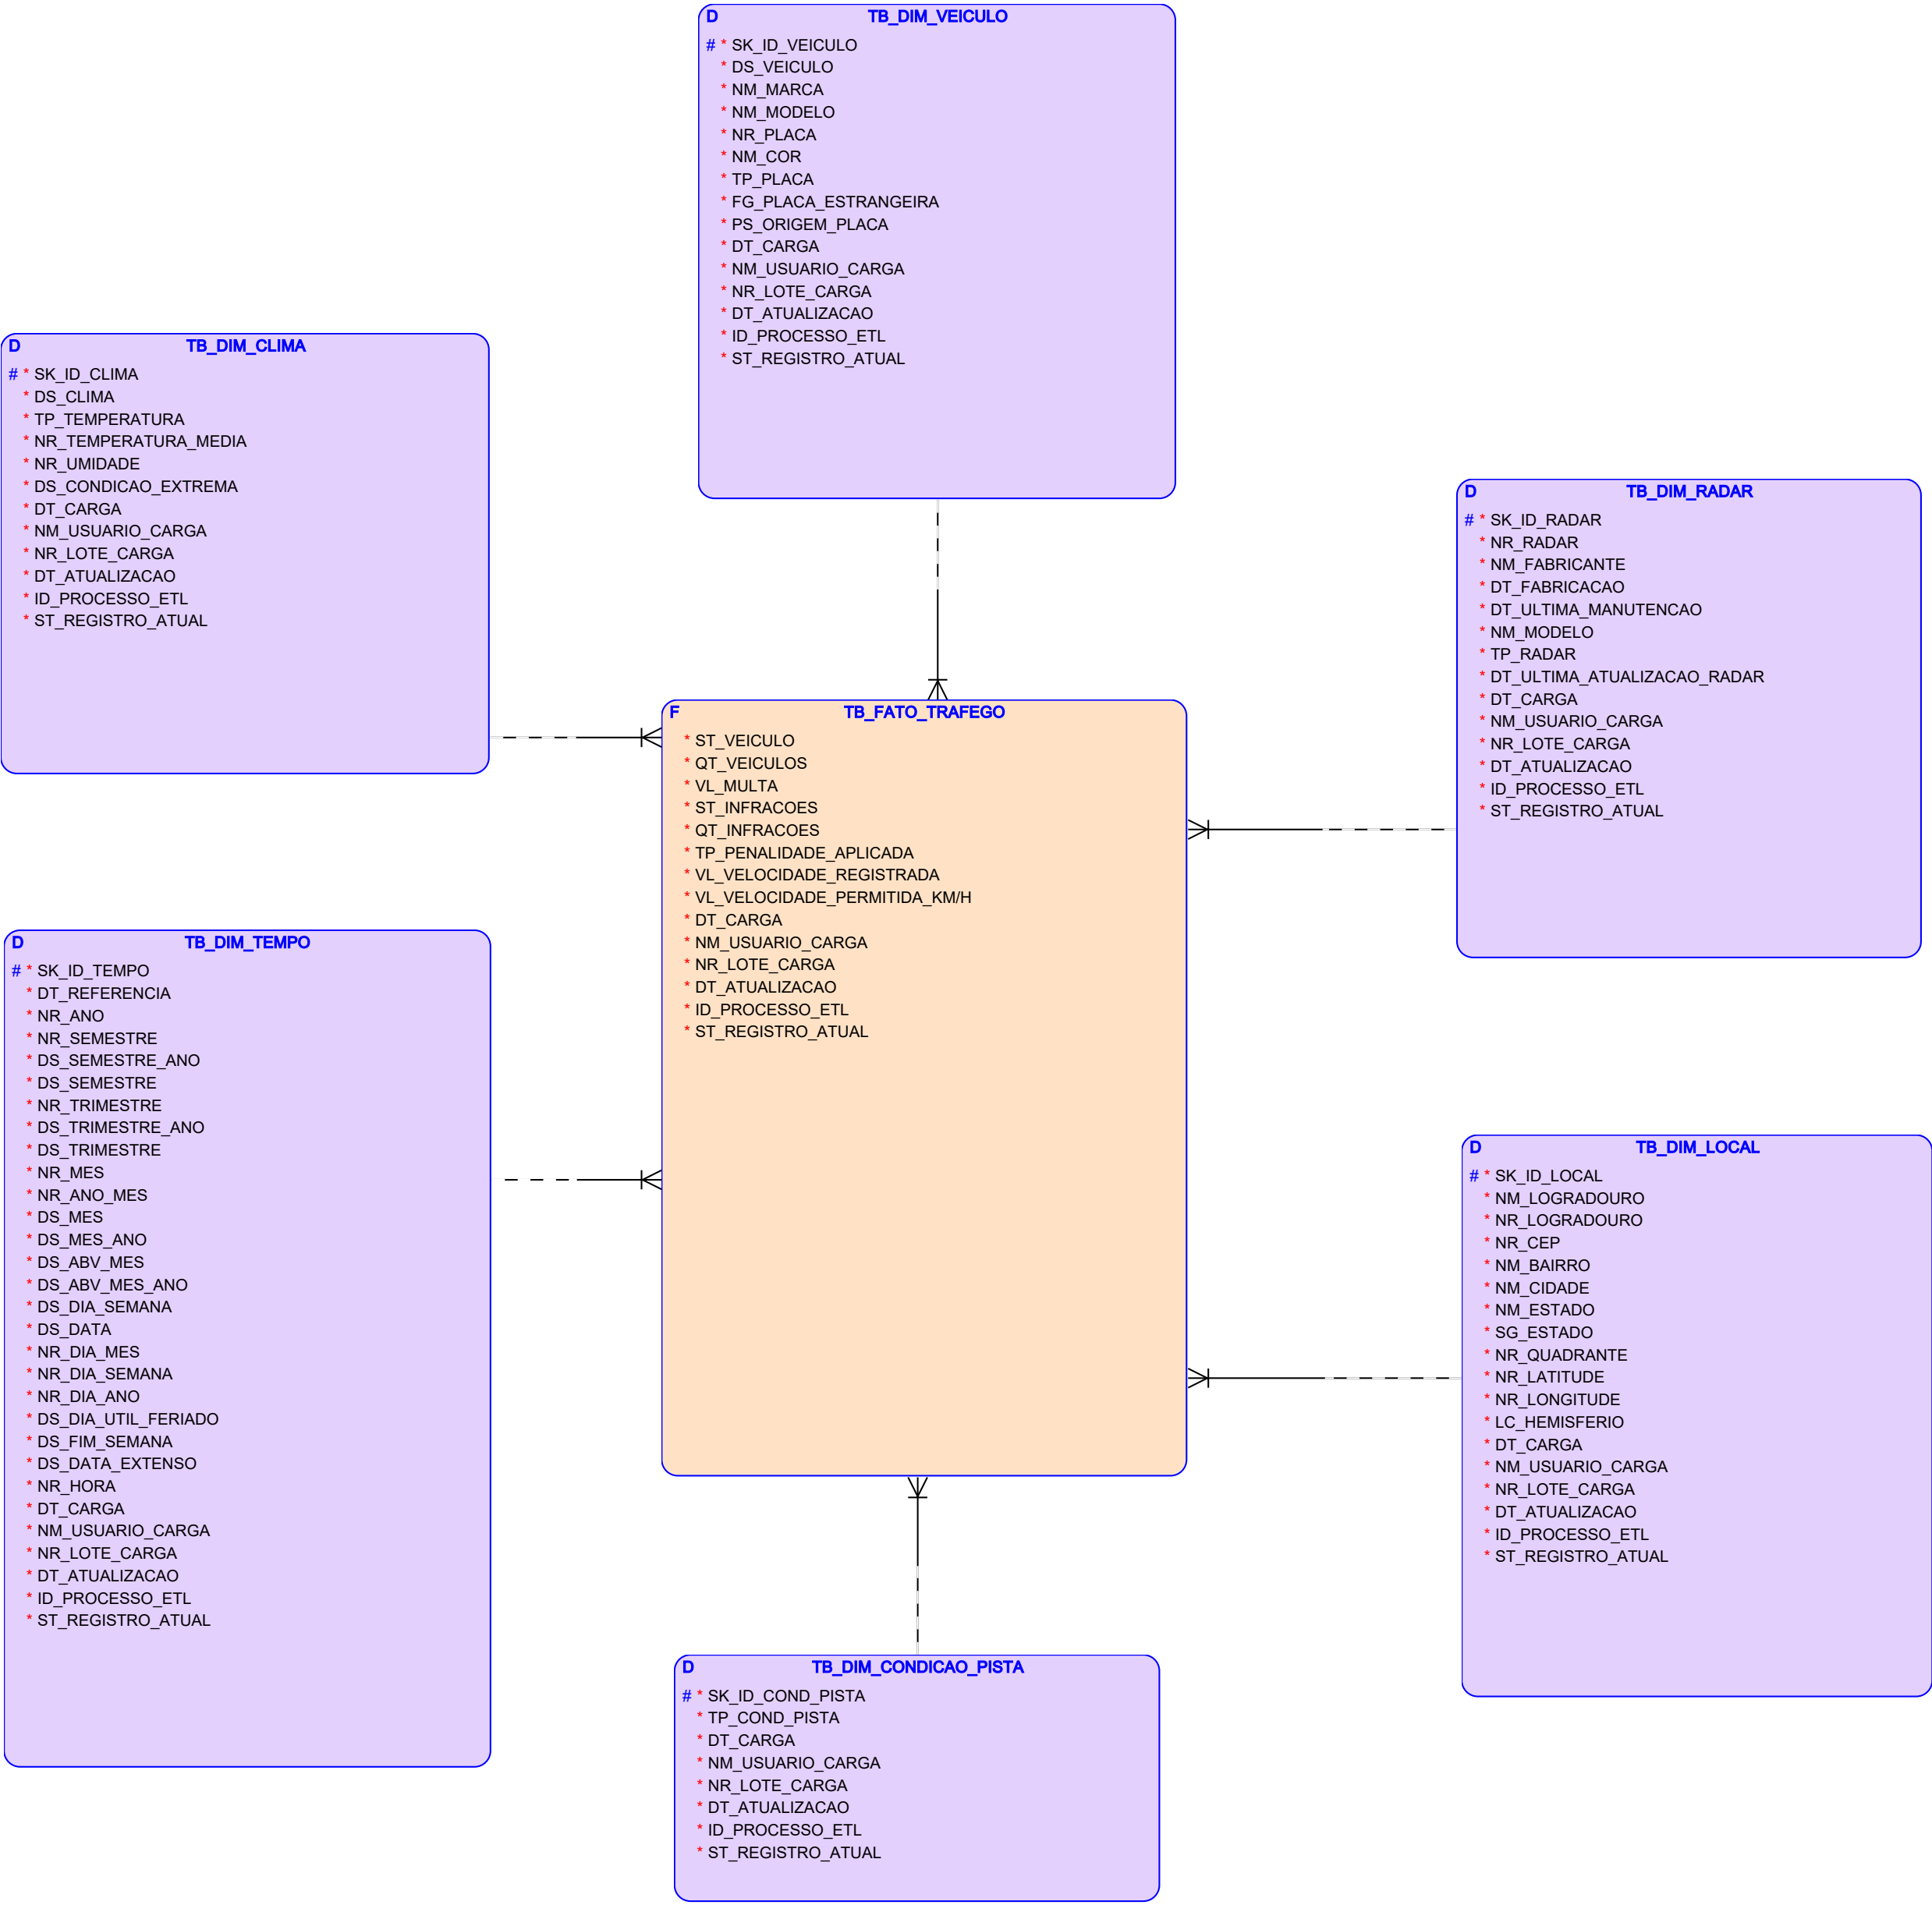 D TB_DIM_VEICULO
# * SK_ID_VEICULO
* DS_VEICULO
* NM_MARCA
* NM_MODELO
* NR_PLACA
* NM_COR
* TP_PLACA
* FG_PLACA_ESTRANGEIRA
* PS_ORIGEM_PLACA
* DT_CARGA
* NM_USUARIO_CARGA
* NR_LOTE_CARGA
* DT_ATUALIZACAO
* ID_PROCESSO_ETL
* ST_REGISTRO_ATUAL
D TB_DIM_CLIMA
# * SK_ID_CLIMA
* DS_CLIMA
* TP_TEMPERATURA
* NR_TEMPERATURA_MEDIA
* NR_UMIDADE
* DS_CONDICAO_EXTREMA
* DT_CARGA
* NM_USUARIO_CARGA
* NR_LOTE_CARGA
* DT_ATUALIZACAO
* ID_PROCESSO_ETL
* ST_REGISTRO_ATUAL
D TB_DIM_RADAR
# * SK_ID_RADAR
* NR_RADAR
* NM_FABRICANTE
* DT_FABRICACAO
* DT_ULTIMA_MANUTENCAO
* NM_MODELO
* TP_RADAR
* DT_ULTIMA_ATUALIZACAO_RADAR
* DT_CARGA
* NM_USUARIO_CARGA
* NR_LOTE_CARGA
* DT_ATUALIZACAO
* ID_PROCESSO_ETL
* ST_REGISTRO_ATUAL
F TB_FATO_TRAFEGO
* ST_VEICULO
* QT_VEICULOS
* VL_MULTA
* ST_INFRACOES
* QT_INFRACOES
* TP_PENALIDADE_APLICADA
* VL_VELOCIDADE_REGISTRADA
* VL_VELOCIDADE_PERMITIDA_KM/H
* DT_CARGA
* NM_USUARIO_CARGA
* NR_LOTE_CARGA
* DT_ATUALIZACAO
* ID_PROCESSO_ETL
* ST_REGISTRO_ATUAL
D TB_DIM_TEMPO
# * SK_ID_TEMPO
* DT_REFERENCIA
* NR_ANO
* NR_SEMESTRE
* DS_SEMESTRE_ANO
* DS_SEMESTRE
* NR_TRIMESTRE
* DS_TRIMESTRE_ANO
* DS_TRIMESTRE
* NR_MES
* NR_ANO_MES
* DS_MES
* DS_MES_ANO
* DS_ABV_MES
* DS_ABV_MES_ANO
* DS_DIA_SEMANA
* DS_DATA
* NR_DIA_MES
* NR_DIA_SEMANA
* NR_DIA_ANO
* DS_DIA_UTIL_FERIADO
* DS_FIM_SEMANA
* DS_DATA_EXTENSO
* NR_HORA
* DT_CARGA
* NM_USUARIO_CARGA
* NR_LOTE_CARGA
* DT_ATUALIZACAO
* ID_PROCESSO_ETL
* ST_REGISTRO_ATUAL
D TB_DIM_LOCAL
# * SK_ID_LOCAL
* NM_LOGRADOURO
* NR_LOGRADOURO
* NR_CEP
* NM_BAIRRO
* NM_CIDADE
* NM_ESTADO
* SG_ESTADO
* NR_QUADRANTE
* NR_LATITUDE
* NR_LONGITUDE
* LC_HEMISFERIO
* DT_CARGA
* NM_USUARIO_CARGA
* NR_LOTE_CARGA
* DT_ATUALIZACAO
* ID_PROCESSO_ETL
* ST_REGISTRO_ATUAL
D TB_DIM_CONDICAO_PISTA
# * SK_ID_COND_PISTA
* TP_COND_PISTA
* DT_CARGA
* NM_USUARIO_CARGA
* NR_LOTE_CARGA
* DT_ATUALIZACAO
* ID_PROCESSO_ETL
* ST_REGISTRO_ATUAL